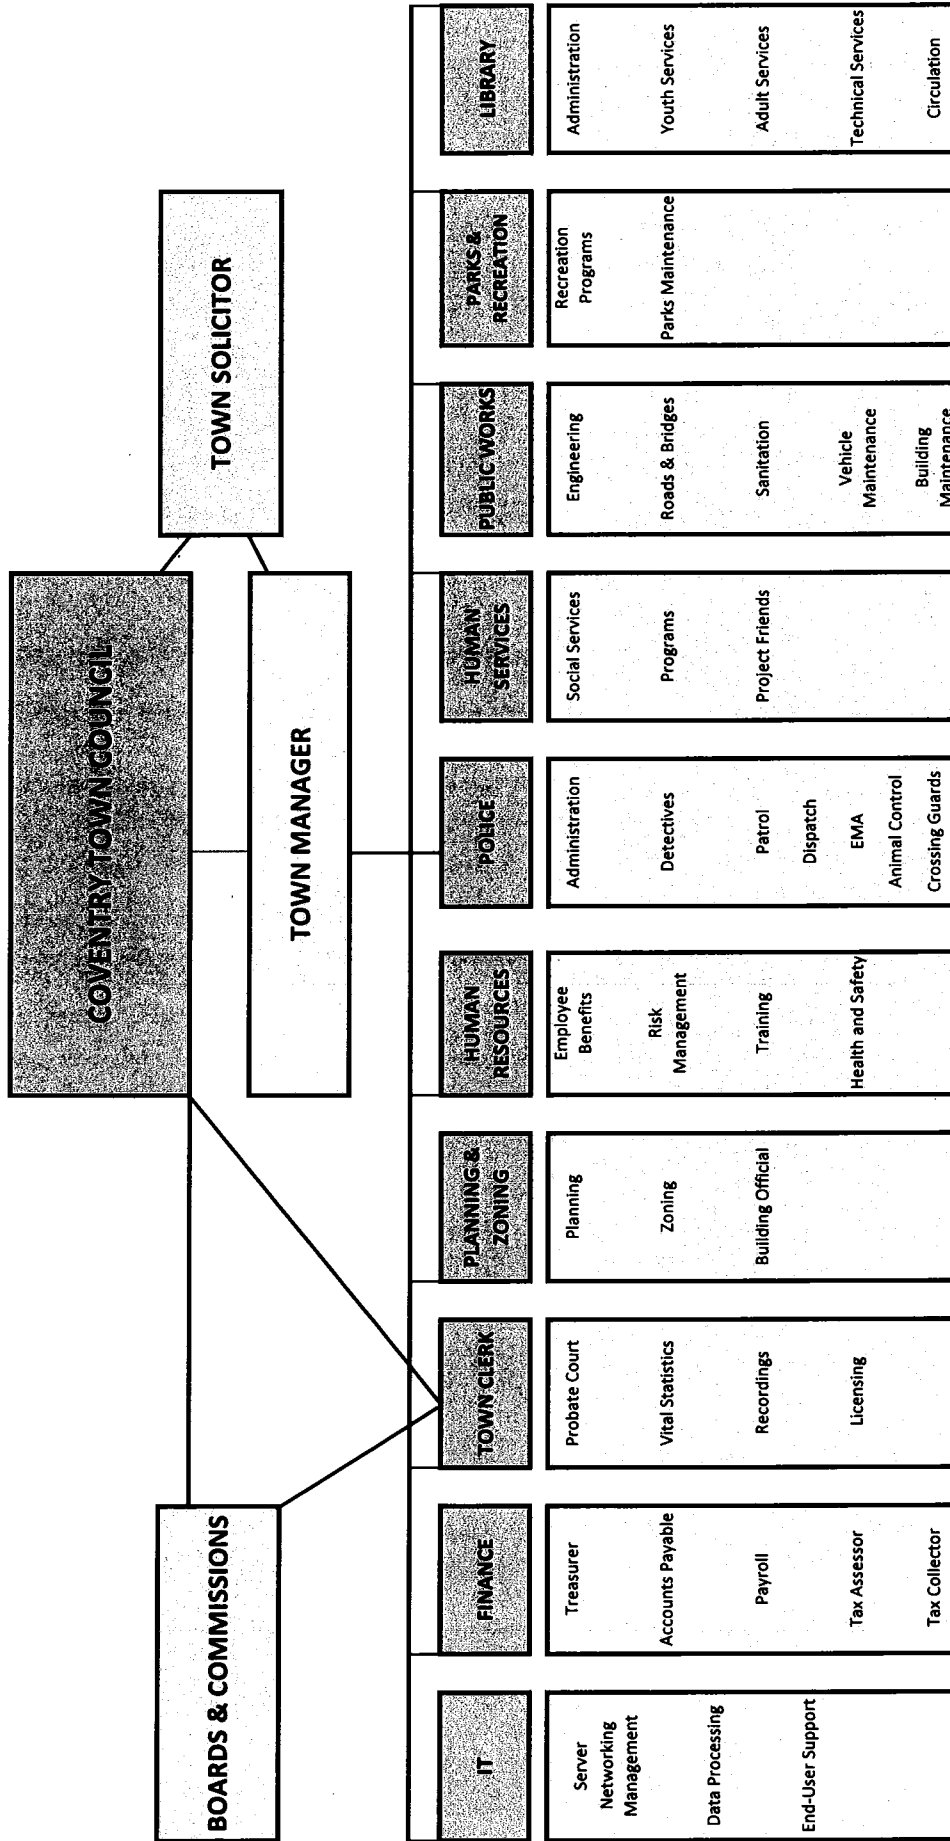 COVENTRY TOWN COUNCIL
BOARDS & COMMISSIONS
TOWN SOLICITOR
TOWN MANAGER
IT
Server
Networking
Management
Data Processing
End-User Support
FINANCE
Treasurer
Accounts Payable
Payroll
Tax Assessor
Tax Collector
TOWN CLERK
Probate Court
Vital Statistics
Recordings
Licensing
PLANNING &
ZONING
Planning
Zoning
Building Official
HUMAN
RESOURCES
Employee
Benefits
Risk
Management
Training
Health and Safety
POLICE
Administration
Detectives
Patrol
Dispatch
EMA
Animal Control
Crossing Guards
HUMAN
SERVICES
Social Services
Programs
Project Friends
PUBLIC WORKS
Engineering
Roads & Bridges
Sanitation
Vehicle
Maintenance
Building
Maintenance
PARKS &
RECREATION
Recreation
Programs
Parks Maintenance
LIBRARY
Administration
Youth Services
Adult Services
Technical Services
Circulation